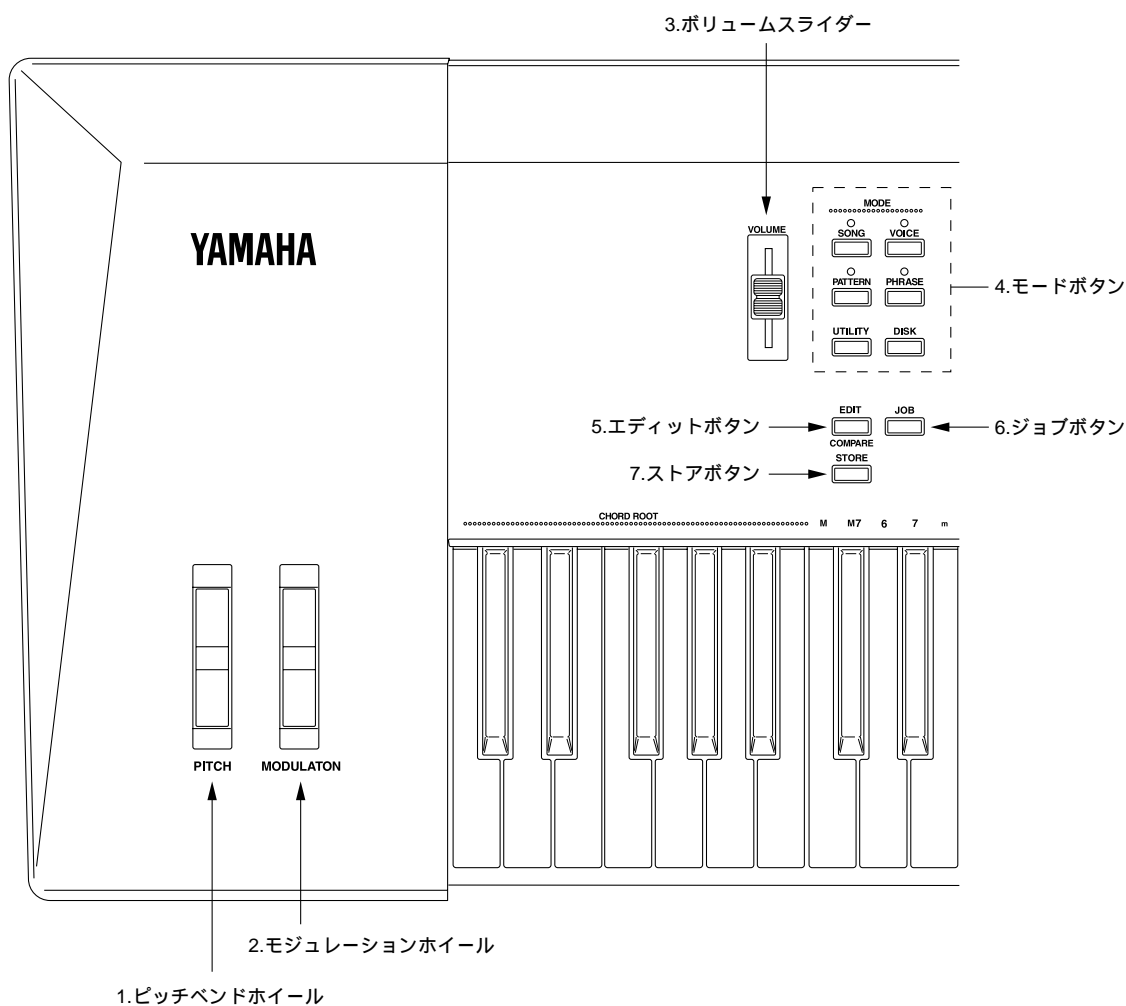 3.ボリュームスライダー
YAMAHA
MODE
VOLUME
SONG VOICE
PATTERN PHRASE
4.モードボタン
UTILITY DISK
5.エディットボタン
EDIT JOB
6.ジョブボタン
COMPARE
7.ストアボタン
STORE
CHORD ROOT M M7 6 7 m
PITCH MODULATON
2.モジュレーションホイール
1.ピッチベンドホイール